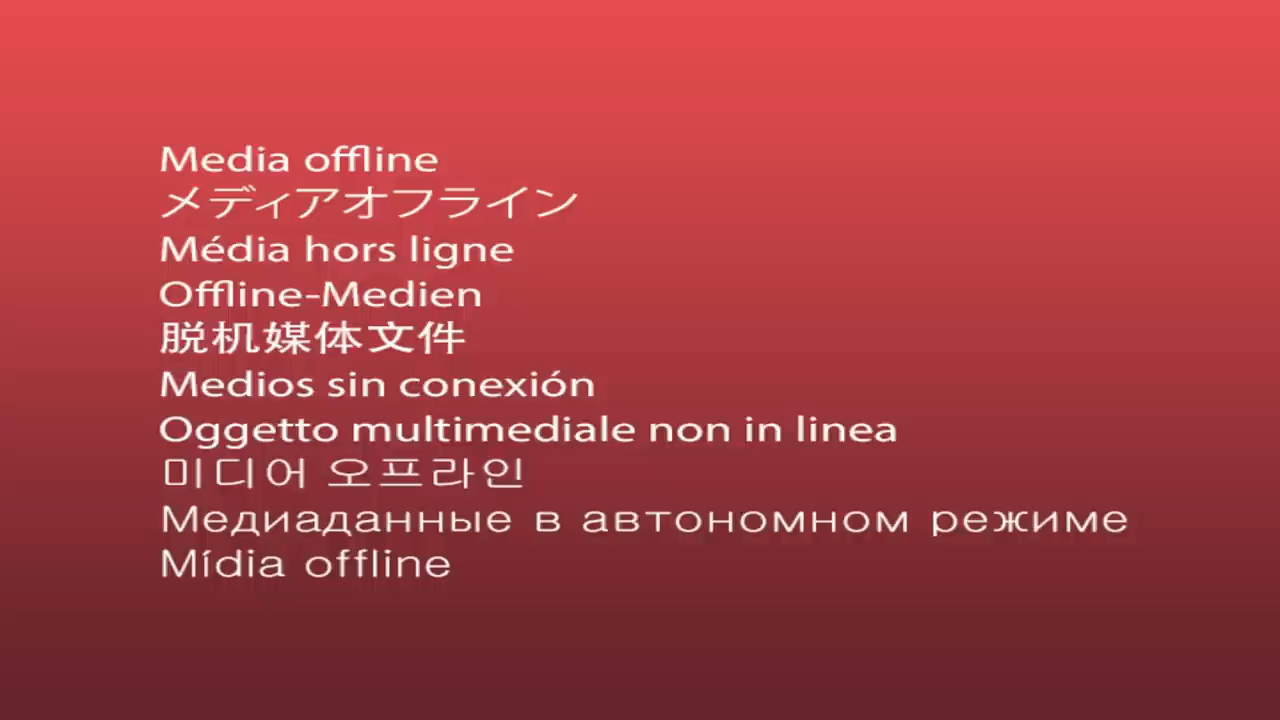 Media offline
メディアオフライン
Média hors ligne
Offline-Medien
脱机媒体文件
Medios sin conexión
Oggetto multimediale non in linea
미디어 오프라인
Медиаданные в автономном режиме
Mídia offline